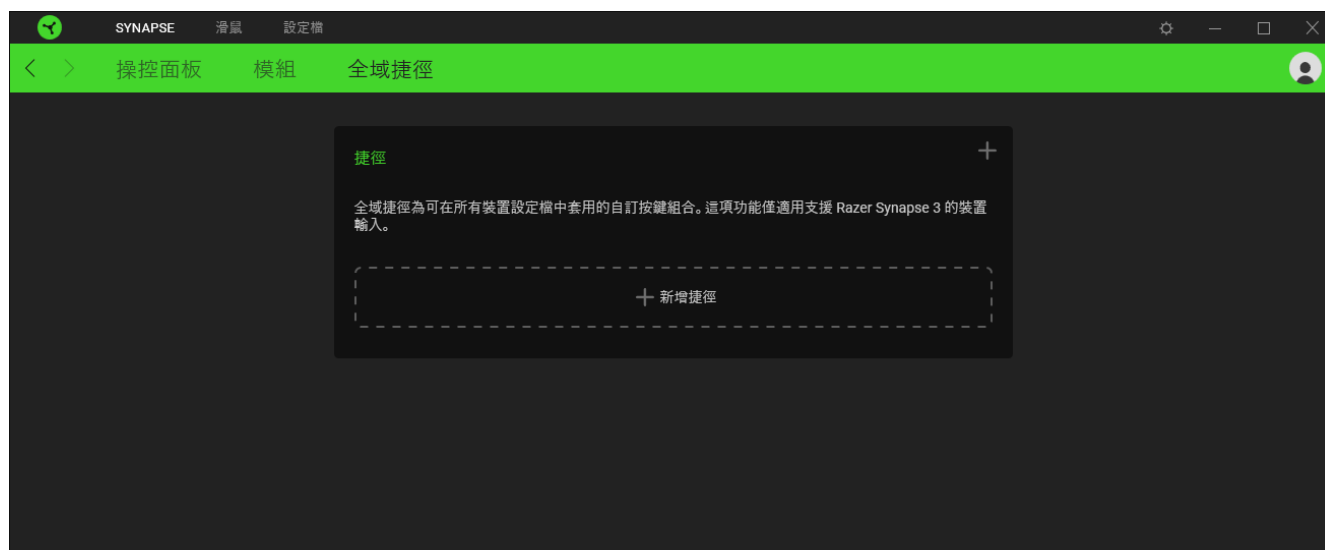 SYNAPSE 滑鼠 設定檔
操控面板 模組 全域捷徑
捷徑
全域捷徑為可在所有裝置設定檔中套用的自訂按鍵組合。這項功能僅適用支援 Razer Synapse 3 的裝置
輸入。
新增捷徑